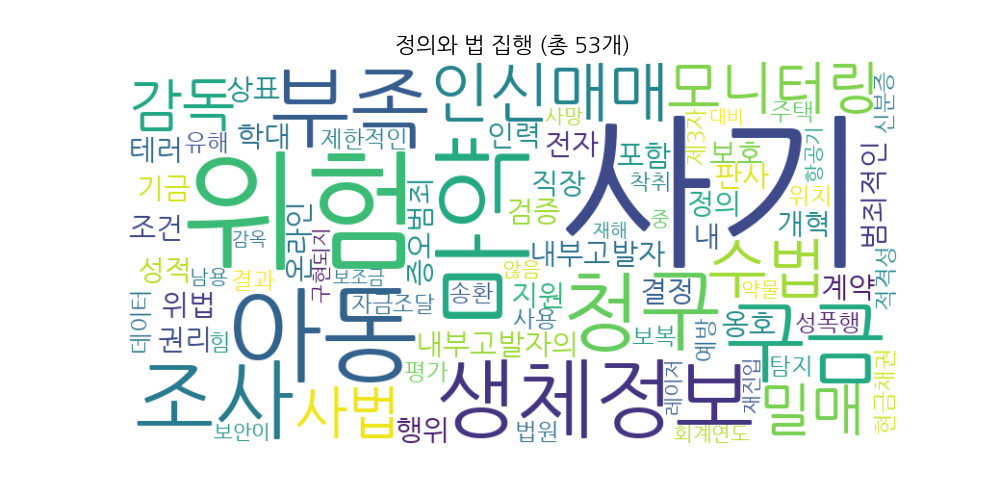 정의와 법 집행 (총 53개)
감독
상표
부족
인신매매
모니터링
신분증
테러
유해
학대
제한적인
사망
인력
전자
대비
주택
제3자
기금
위험한
사기
포함
보호
판사
항공기
범죄적인
조건
감옥
온라인
증오범죄
직장
착취
검증
정의
위치
개혁
성적
남용
결과
구현되지
보조금
않음
재해
중
내부고발자
내
수법
약물
계약
적격성
데이터
위법
자금조달
송환
지원
청구
결정
옹호
성폭행
권리
힘
아동
내부고발자의
사용
보복
예방
구금
탐지
조사
보안이
사법
평가
행위
생체정보
법원
레이저
재진입
회계연도
밀매
현금채권